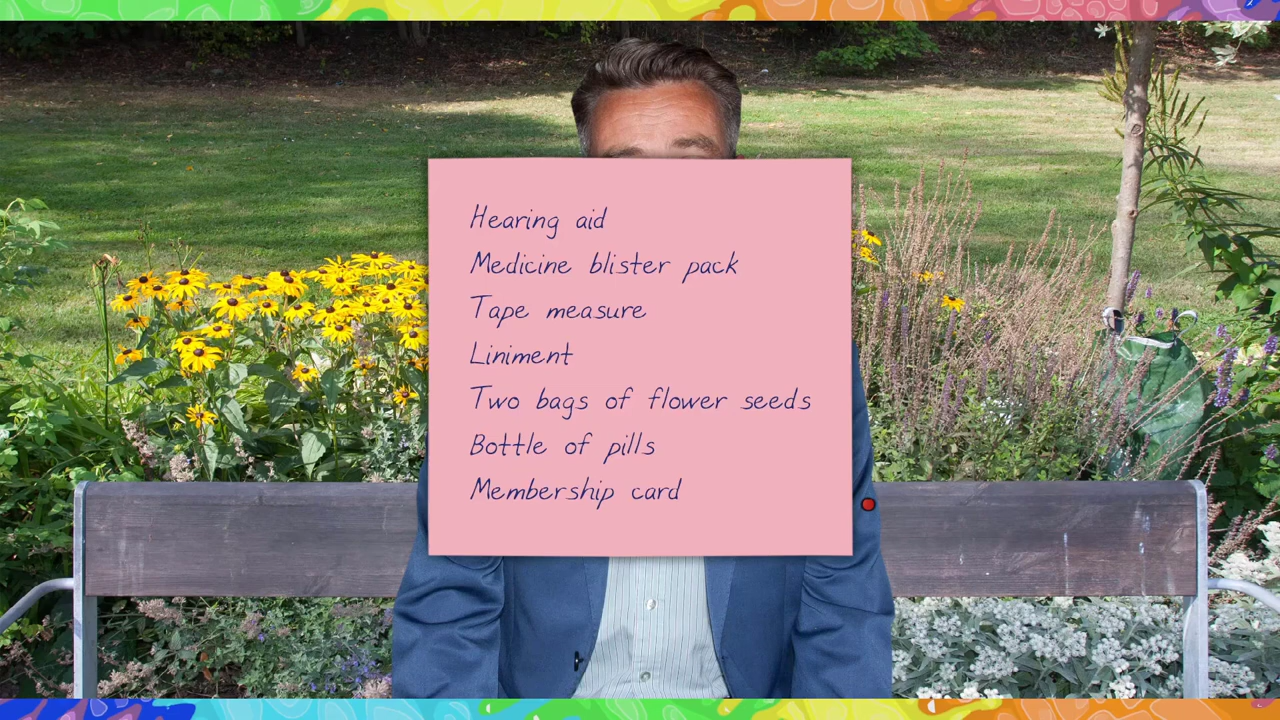 Hearing aid
Medicine blister pack
Tape measure
Liniment
Two bags of flower seeds
Bottle of pills
Membership card